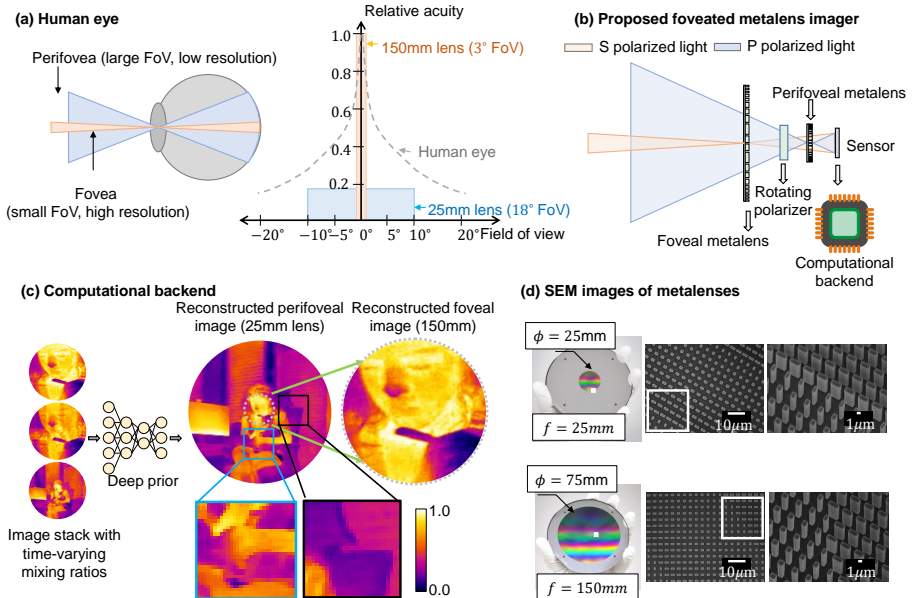 (a) Human eye
Perifovea (large FoV, low resolution)
Fovea
(small FoV, high resolution)
Relative acuity
1.0
0.8
0.6
0.4
0.2
150mm lens (3° FoV)
Human eye
25mm lens (18° FoV)
−20°
−10°
−5°
0°
5°
10°
20°
Field of view
(b) Proposed foveated metalens imager
S polarized light
P polarized light
Perifoveal metalens
Sensor
Rotating
polarizer
Foveal metalens
Computational
backend
(c) Computational backend
Reconstructed perifoveal
image (25mm lens)
Reconstructed foveal
image (150mm)
Deep prior
Image stack with
time-varying
mixing ratios
1.0
0.0
(d) SEM images of metalenses
ϕ = 25mm
f = 25mm
10μm
1μm
ϕ = 75mm
f = 150mm
10μm
1μm